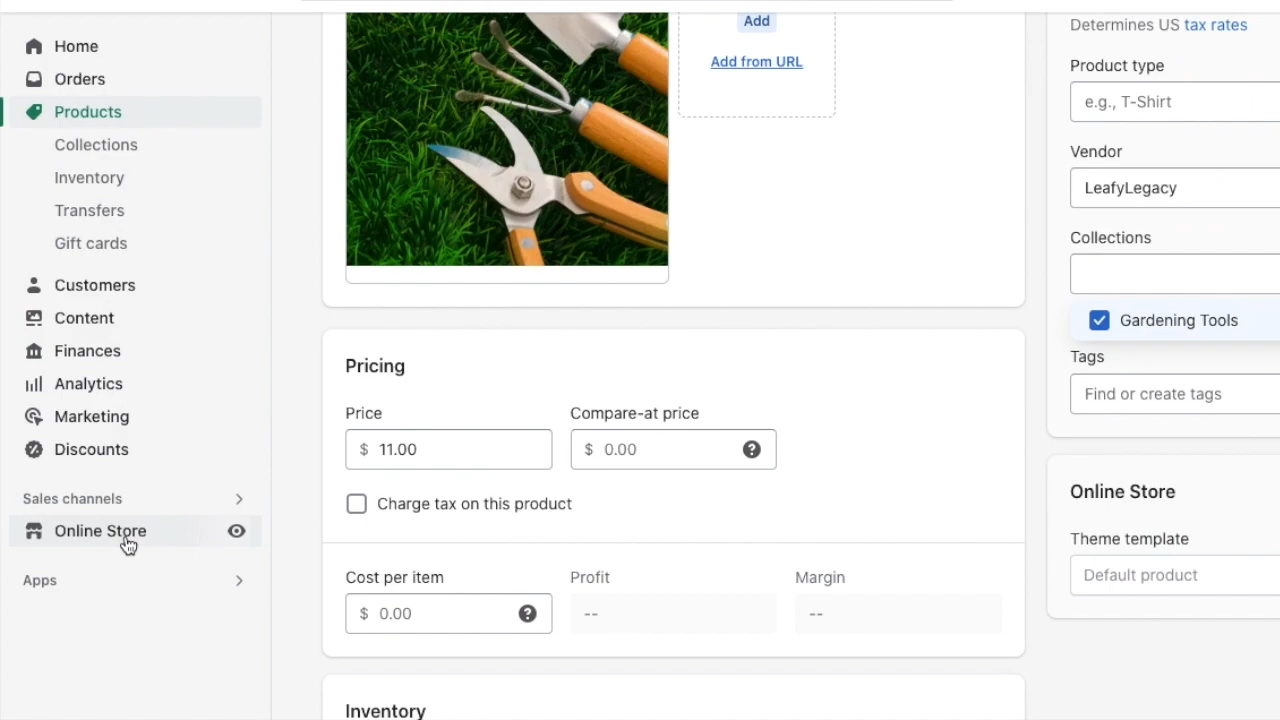 Home
Orders
Products
Collections
Inventory
Transfers
Gift cards
Customers
Content
Finances
Analytics
Marketing
Discounts
Sales channels
Online Store
Apps
Add
Add from URL
Pricing
Price
Compare-at price
$ 11.00
$ 0.00
Charge tax on this product
Cost per item
Profit
Margin
$ 0.00
--
--
Inventory
Determines US tax rates
Product type
e.g., T-Shirt
Vendor
LeafyLegacy
Collections
Gardening Tools
Tags
Find or create tags
Online Store
Theme template
Default product